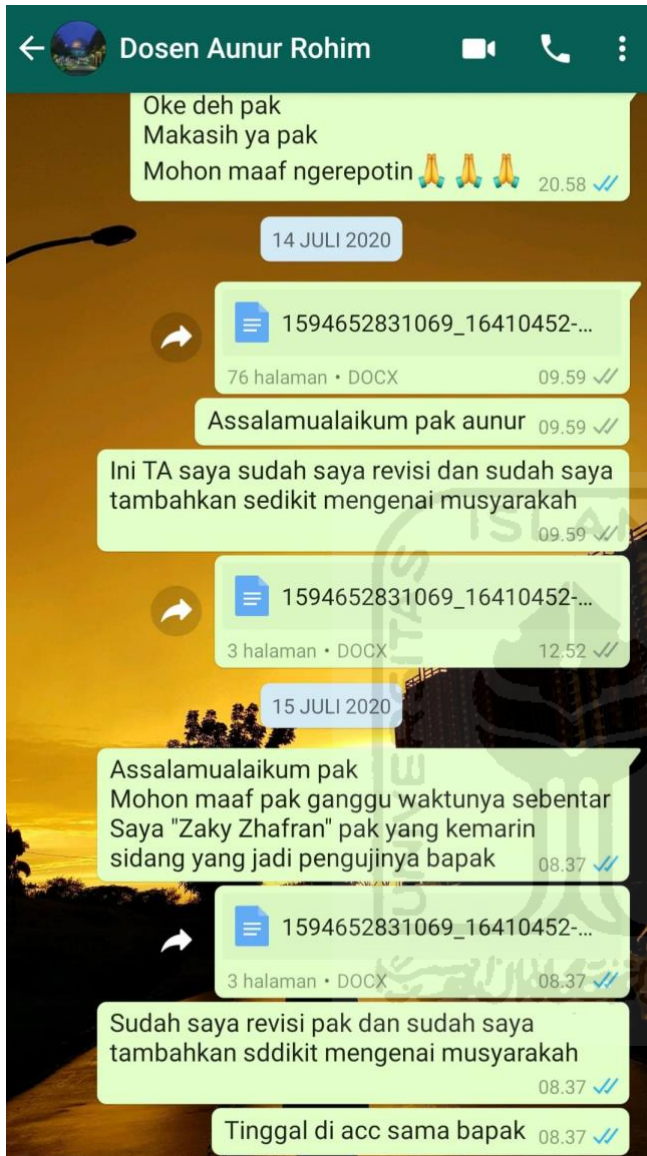 Dosen Aunur Rohim
Oke deh pak
Makasih ya pak
Mohon maaf ngerepotin🙏🙏🙏 20.58
14 JULI 2020
1594652831069_16410452-...
76 halaman • DOCX 09.59
Assalamualaikum pak aunur 09.59
Ini TA saya sudah saya revisi dan sudah saya
tambahkan sedikit mengenai musyarakah
09.59
1594652831069_16410452-...
3 halaman • DOCX 12.52
15 JULI 2020
Assalamualaikum pak
Mohon maaf pak ganggu waktunya sebentar
Saya "Zaky Zhafran" pak yang kemarin
sidang yang jadi pengujinya bapak 08.37
1594652831069_16410452-...
3 halaman • DOCX 08.37
Sudah saya revisi pak dan sudah saya
tambahkan sddikit mengenai musyarakah
08.37
Tinggal di acc sama bapak 08.37
UNIVERSITAS
ISLAM